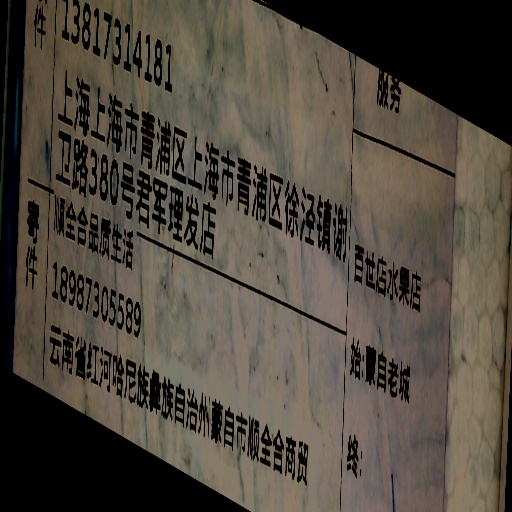 件
13817314181
服务
上海上海市青浦区上海市青浦区徐泾镇谢
卫路380号君军理发店
寄件
顺全合品质生活
18987305589
云南省红河哈尼族彝族自治州蒙自市顺全合商贸
百世店水果店
始:蒙自老城
终: